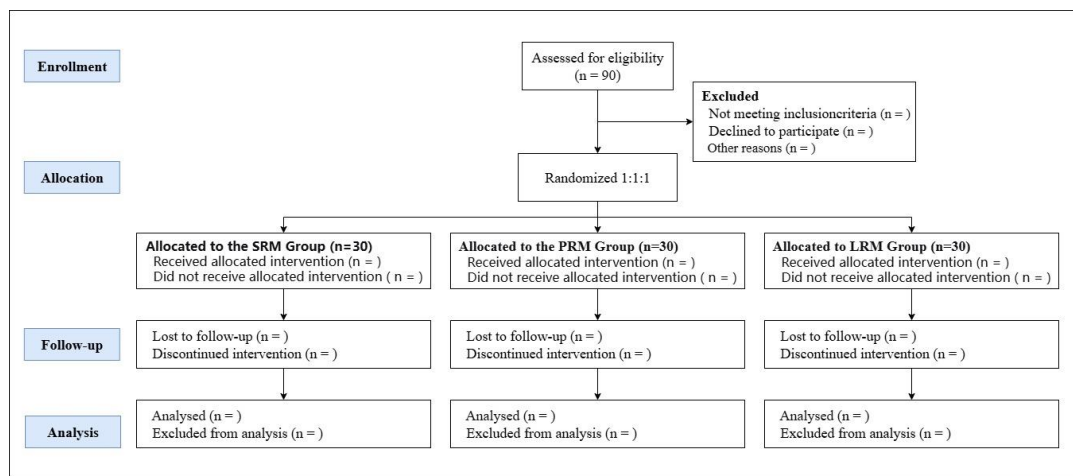 Enrollment
Assessed for eligibility
(n = 90)
Excluded
Not meeting inclusioncriteria (n = )
Declined to participate (n = )
Other reasons (n = )
Allocation
Randomized 1:1:1
Allocated to the SRM Group (n=30)
Received allocated intervention (n = )
Did not receive allocated intervention ( n = )
Allocated to the PRM Group (n=30)
Received allocated intervention (n = )
Did not receive allocated intervention ( n = )
Allocated to LRM Group (n=30)
Received allocated intervention (n = )
Did not receive allocated intervention ( n = )
Follow-up
Lost to follow-up (n = )
Discontinued intervention (n = )
Lost to follow-up (n = )
Discontinued intervention (n = )
Lost to follow-up (n = )
Discontinued intervention (n = )
Analysis
Analysed (n = )
Excluded from analysis (n = )
Analysed (n = )
Excluded from analysis (n = )
Analysed (n = )
Excluded from analysis (n = )